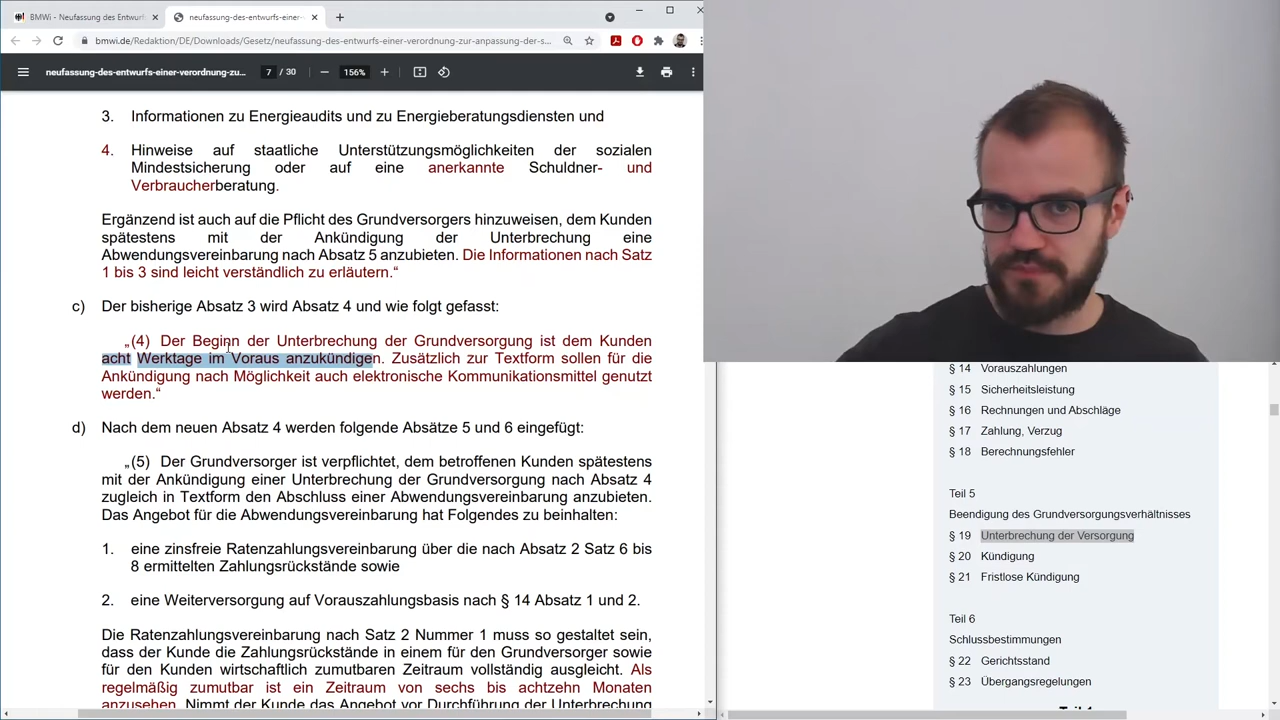 BMWi - Neufassung des Entwurf
neufassung-des-entwurfs-einer-
bmwi.de/Redaktion/DE/Downloads/Gesetz/neufassung-des-entwurfs-einer-verordnung-zur-anpassung-der-s...
neufassung-des-entwurfs-einer-verordnung-zu...
7 / 30
156%
3. Informationen zu Energieaudits und zu Energieberatungsdiensten und
4. Hinweise auf staatliche Unterstützungsmöglichkeiten der sozialen
Mindestsicherung oder auf eine anerkannte Schuldner- und
Verbraucherberatung.
Ergänzend ist auch auf die Pflicht des Grundversorgers hinzuweisen, dem Kunden
spätestens mit der Ankündigung der Unterbrechung eine
Abwendungsvereinbarung nach Absatz 5 anzubieten. Die Informationen nach Satz
1 bis 3 sind leicht verständlich zu erläutern.“
c) Der bisherige Absatz 3 wird Absatz 4 und wie folgt gefasst:
„(4) Der Beginn der Unterbrechung der Grundversorgung ist dem Kunden
acht Werktage im Voraus anzukündigen. Zusätzlich zur Textform sollen für die
Ankündigung nach Möglichkeit auch elektronische Kommunikationsmittel genutzt
werden.“
d) Nach dem neuen Absatz 4 werden folgende Absätze 5 und 6 eingefügt:
„(5) Der Grundversorger ist verpflichtet, dem betroffenen Kunden spätestens
mit der Ankündigung einer Unterbrechung der Grundversorgung nach Absatz 4
zugleich in Textform den Abschluss einer Abwendungsvereinbarung anzubieten.
Das Angebot für die Abwendungsvereinbarung hat Folgendes zu beinhalten:
1. eine zinsfreie Ratenzahlungsvereinbarung über die nach Absatz 2 Satz 6 bis
8 ermittelten Zahlungsrückstände sowie
2. eine Weiterversorgung auf Vorauszahlungsbasis nach § 14 Absatz 1 und 2.
Die Ratenzahlungsvereinbarung nach Satz 2 Nummer 1 muss so gestaltet sein,
dass der Kunde die Zahlungsrückstände in einem für den Grundversorger sowie
für den Kunden wirtschaftlich zumutbaren Zeitraum vollständig ausgleicht. Als
regelmäßig zumutbar ist ein Zeitraum von sechs bis achtzehn Monaten
anzusehen. Nimmt der Kunde das Angebot vor Durchführung der Unterbrechung
§ 14 Vorauszahlungen
§ 15 Sicherheitsleistung
§ 16 Rechnungen und Abschläge
§ 17 Zahlung, Verzug
§ 18 Berechnungsfehler
Teil 5
Beendigung des Grundversorgungsverhältnisses
§ 19 Unterbrechung der Versorgung
§ 20 Kündigung
§ 21 Fristlose Kündigung
Teil 6
Schlussbestimmungen
§ 22 Gerichtsstand
§ 23 Übergangsregelungen
Teil 1